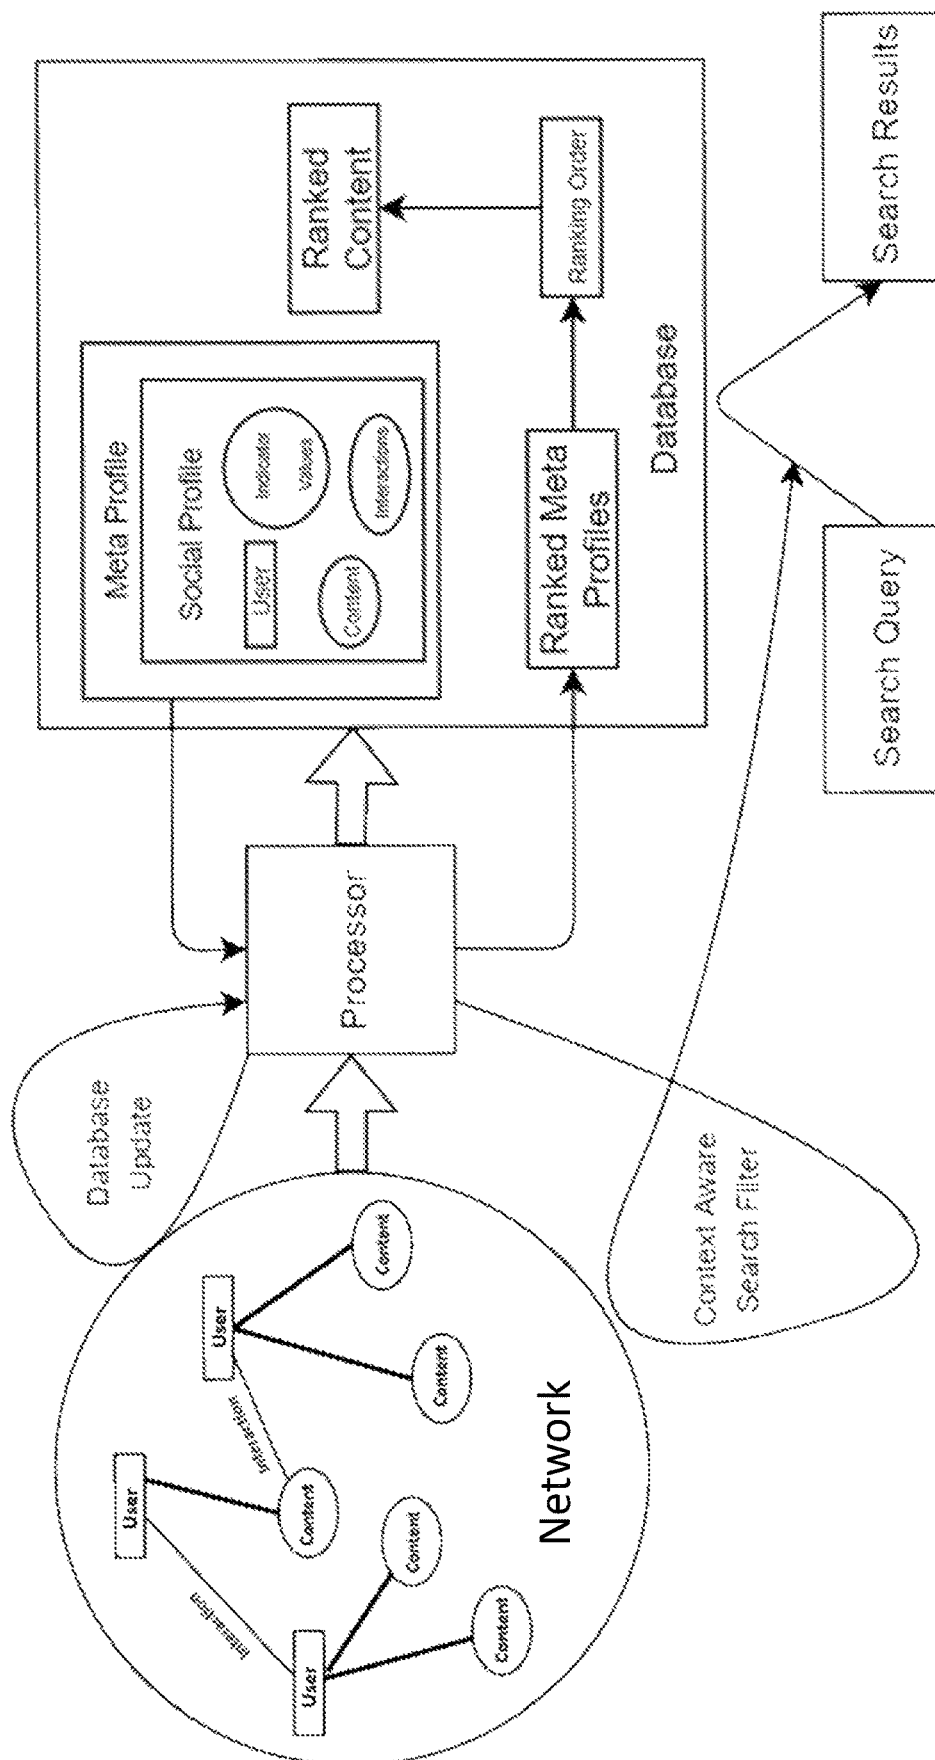 User
Interaction
User
Content
Content
Content
Interaction
User
Content
Content
Network
Database
Update
Processor
Context Aware
Search Filter
Meta Profile
Social Profile
User
Indicator
Values
Content
Interactions
Ranked Meta
Profiles
Ranking Order
Ranked
Content
Database
Search Query
Search Results